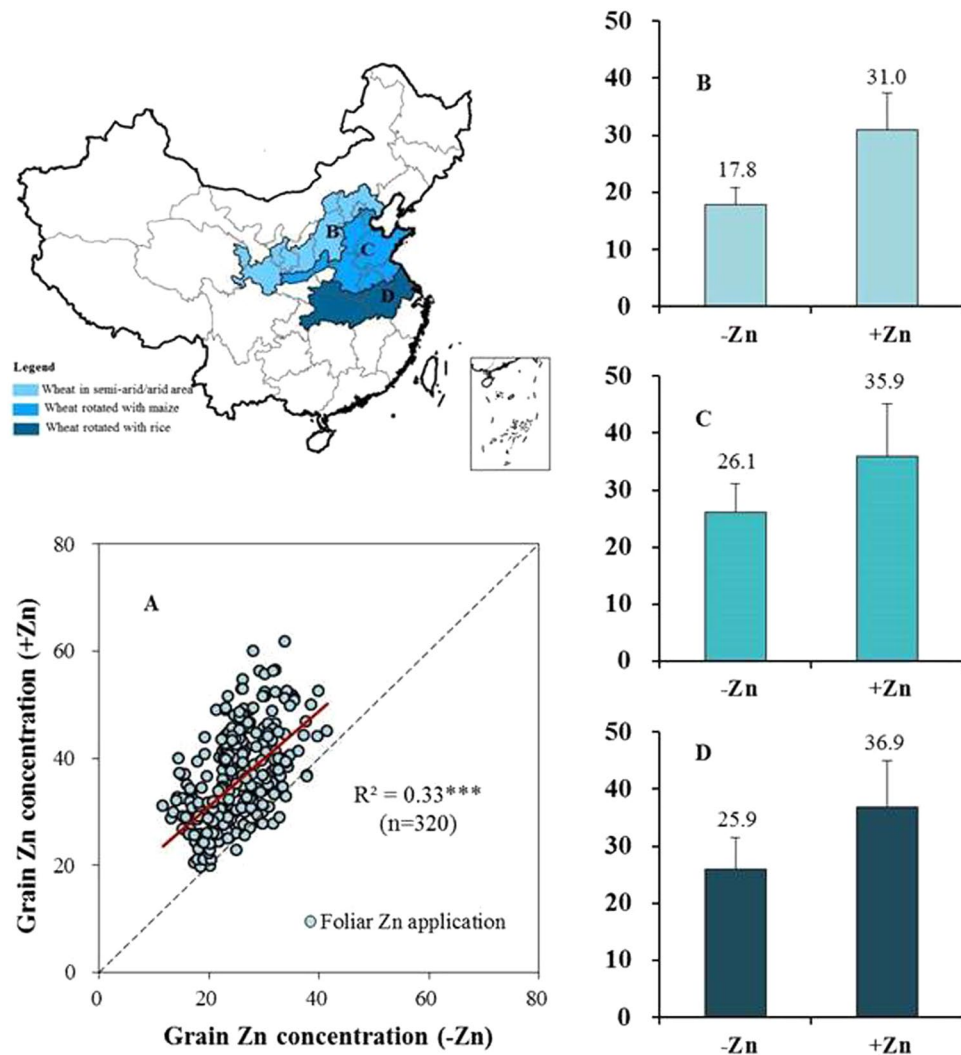 B
C
D
Legend
Wheat in semi-arid/arid area
Wheat rotated with maize
Wheat rotated with rice
80
60
40
20
0
A
R² = 0.33***
(n=320)
Foliar Zn application
0
20
40
60
80
Grain Zn concentration (+Zn)
Grain Zn concentration (-Zn)
50
40
30
20
10
0
B
17.8
31.0
-Zn
+Zn
50
40
30
20
10
0
C
26.1
35.9
-Zn
+Zn
50
40
30
20
10
0
D
25.9
36.9
-Zn
+Zn